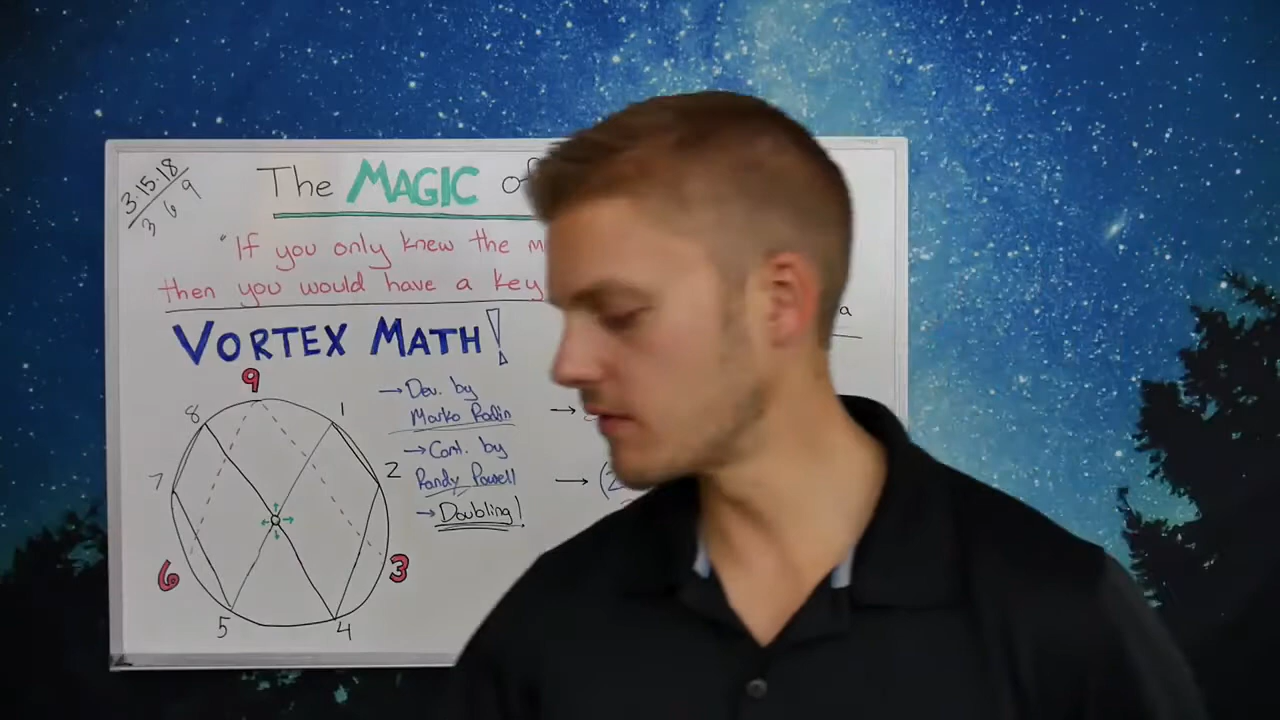 3·15·18
3 6 9
The MAGIC of
"If you only knew the m
then you would have a key
VORTEX MATH!
9
8 1
→ Dev. by
Marko Rodin →
→ Cont. by
7 2
Randy Powell → (2
→ Doubling!
6 3
5 4
a